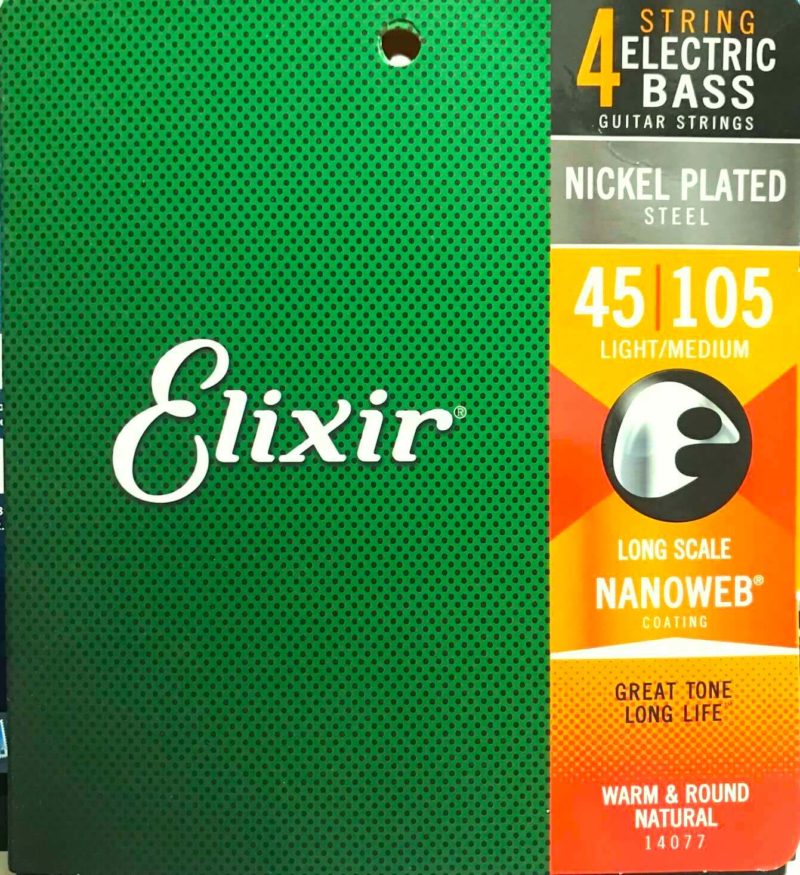 Elixir®
4 STRING
ELECTRIC
BASS
GUITAR STRINGS
NICKEL PLATED
STEEL
45|105
LIGHT/MEDIUM
LONG SCALE
NANOWEB®
COATING
GREAT TONE
LONG LIFE™
WARM & ROUND
NATURAL
14077